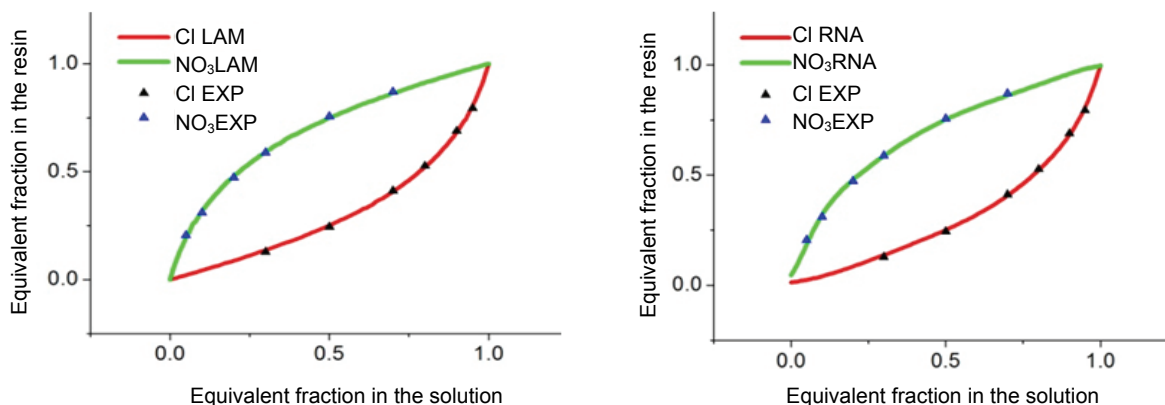 Cl LAM
NO₃LAM
Cl EXP
NO₃EXP
1.0
0.5
0.0
0.0
0.5
1.0
Equivalent fraction in the resin
Equivalent fraction in the solution
Cl RNA
NO₃RNA
Cl EXP
NO₃EXP
1.0
0.5
0.0
0.0
0.5
1.0
Equivalent fraction in the resin
Equivalent fraction in the solution